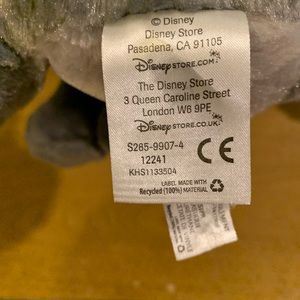 © Disney
Disney Store
Pasadena, CA 91105
DISNEYSTORE.COM
The Disney Store
3 Queen Caroline Street
London W6 9PE
DISNEYSTORE.CO.UK
S265-9907-4
12241
CE
KHS1133504
LABEL MADE WITH
Recycled (100%) MATERIAL